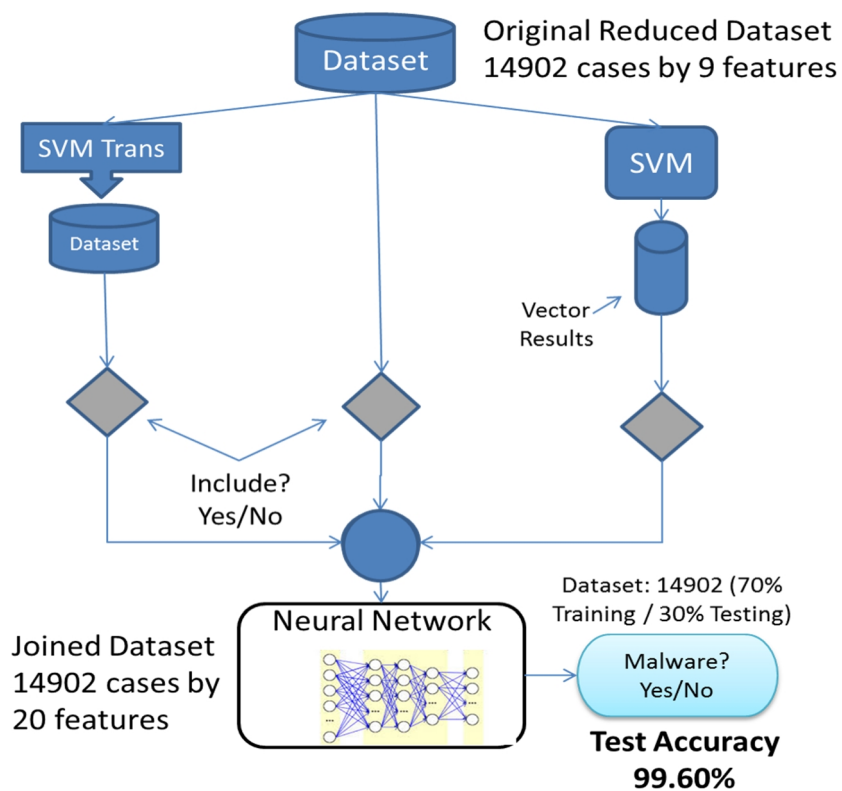 Original Reduced Dataset
14902 cases by 9 features
Dataset
SVM Trans
SVM
Dataset
Vector
Results
Include?
Yes/No
Dataset: 14902 (70%
Training / 30% Testing)
Neural Network
Joined Dataset
14902 cases by
20 features
Malware?
Yes/No
Test Accuracy
99.60%